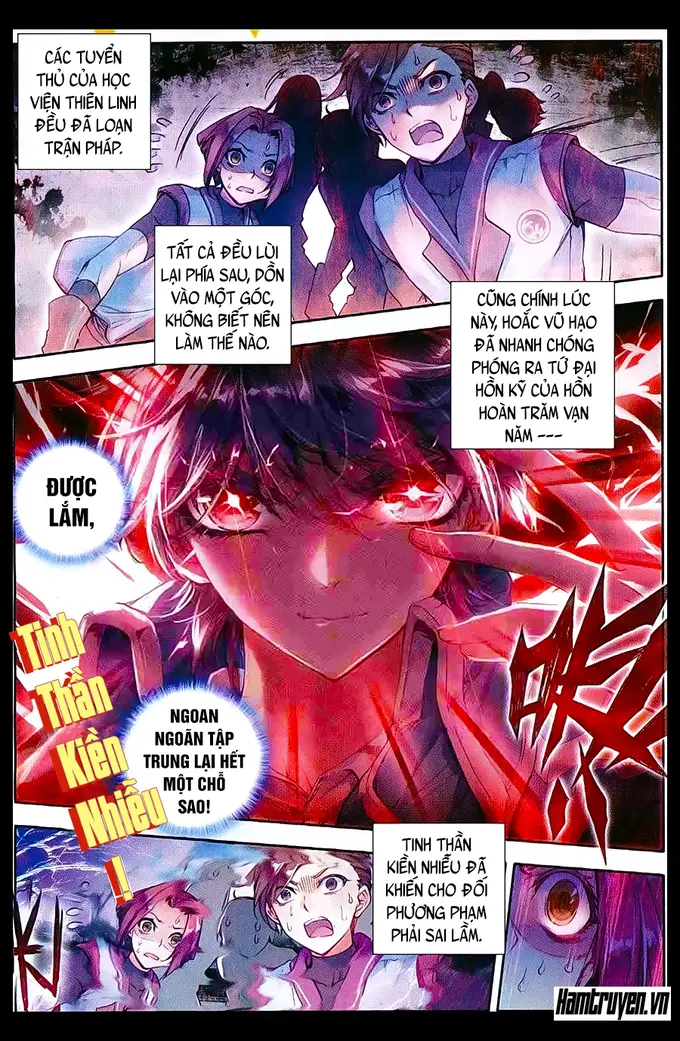 CÁC TUYỂN
THỦ CỦA HỌC
VIỆN THIÊN LINH
ĐỀU ĐÃ LOẠN
TRẬN PHÁP.
TẤT CẢ ĐỀU LÙI
LẠI PHÍA SAU, DỒN
VÀO MỘT GÓC,
KHÔNG BIẾT NÊN
LÀM THẾ NÀO.
CŨNG CHÍNH LÚC
NÀY, HOẮC VŨ HẠO
ĐÃ NHANH CHÓNG
PHÓNG RA TỨ ĐẠI
HỒN KỸ CỦA HỒN
HOÀN TRĂM VẠN
NĂM ---
ĐƯỢC
LẮM,
Tinh
Thần
Kiền
Nhiễu
!!
NGOAN
NGOÃN TẬP
TRUNG LẠI HẾT
MỘT CHỖ
SAO!
TINH THẦN
KIỀN NHIỄU ĐÃ
KHIẾN CHO ĐỐI
PHƯƠNG PHẠM
PHẢI SAI LẦM.
Hamtruyen.vn